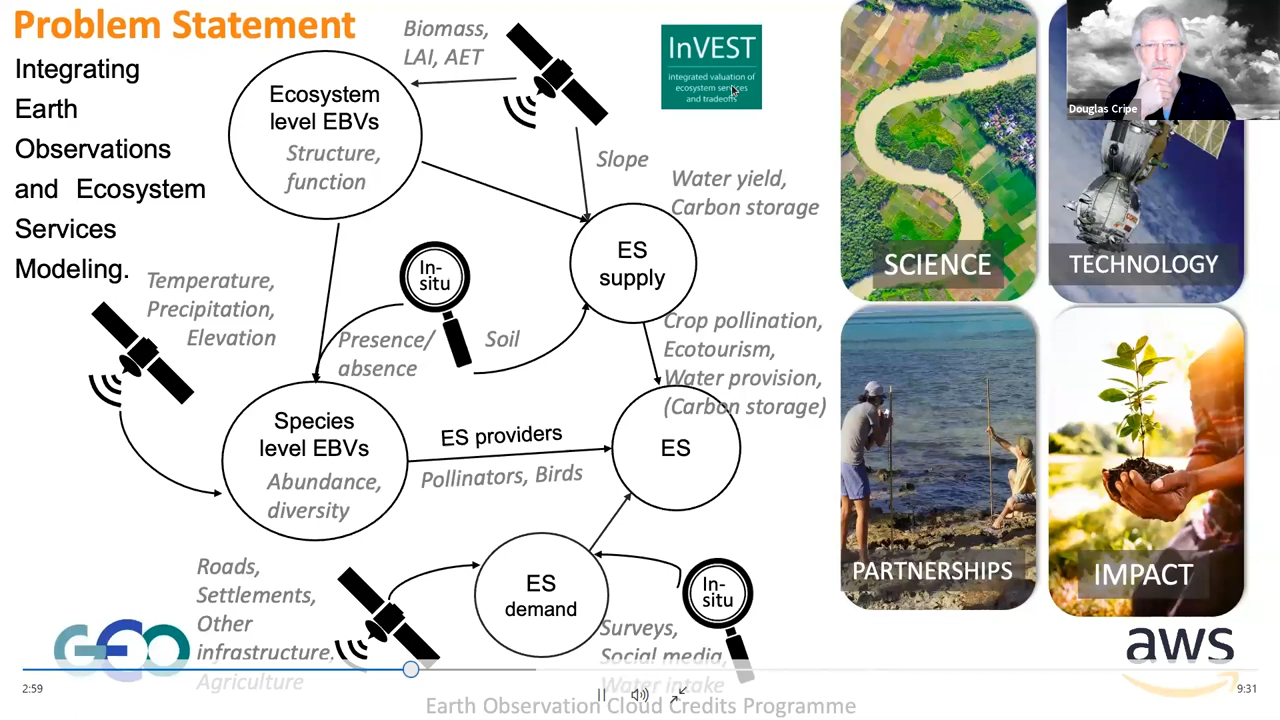 Problem Statement
Integrating
Earth
Observations
and Ecosystem
Services
Modeling.
Biomass,
LAI, AET
InVEST
integrated valuation of
ecosystem services
and tradeoffs
Ecosystem
level EBVs
Structure,
function
Slope
Water yield,
Carbon storage
ES
supply
In-
situ
Temperature,
Precipitation,
Elevation
Presence/
absence
Soil
Crop pollination,
Ecotourism,
Water provision,
(Carbon storage)
Species
level EBVs
Abundance,
diversity
ES providers
Pollinators, Birds
ES
Roads,
Settlements,
Other
infrastructure,
Agriculture
ES
demand
In-
situ
Surveys,
Social media,
Water intake
GEO
Douglas Cripe
SCIENCE
TECHNOLOGY
PARTNERSHIPS
IMPACT
aws
2:59
9:31
Earth Observation Cloud Credits Programme